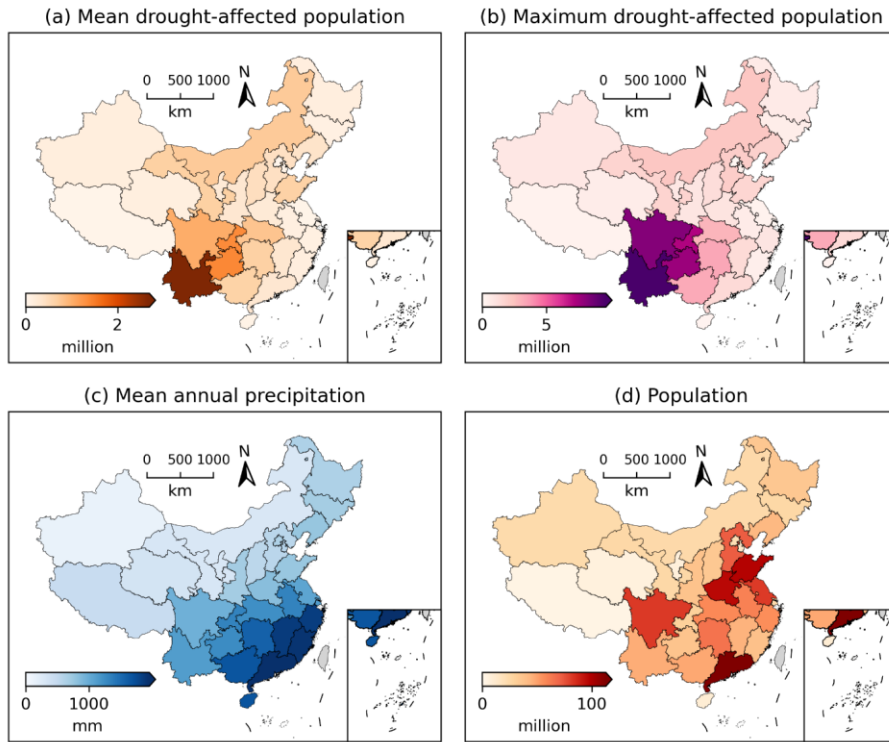 (a) Mean drought-affected population
0 500 1000
km
N
0 2
million
(b) Maximum drought-affected population
0 500 1000
km
N
0 5
million
(c) Mean annual precipitation
0 500 1000
km
N
0 1000
mm
(d) Population
0 500 1000
km
N
0 100
million